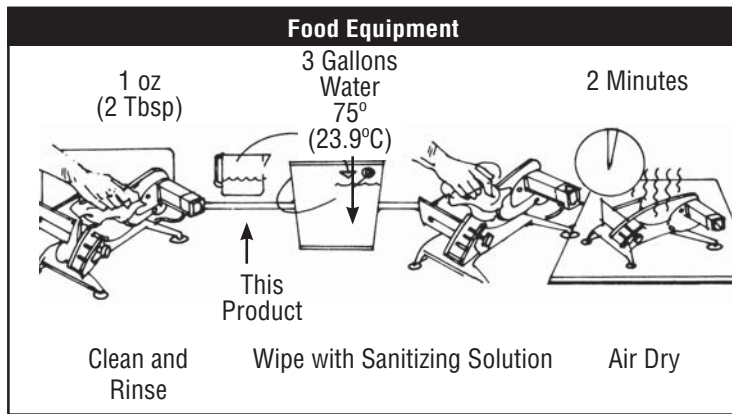 Food Equipment
1 oz
(2 Tbsp)
3 Gallons
Water
75º
(23.9ºC)
2 Minutes
This
Product
Clean and
Rinse
Wipe with Sanitizing Solution
Air Dry